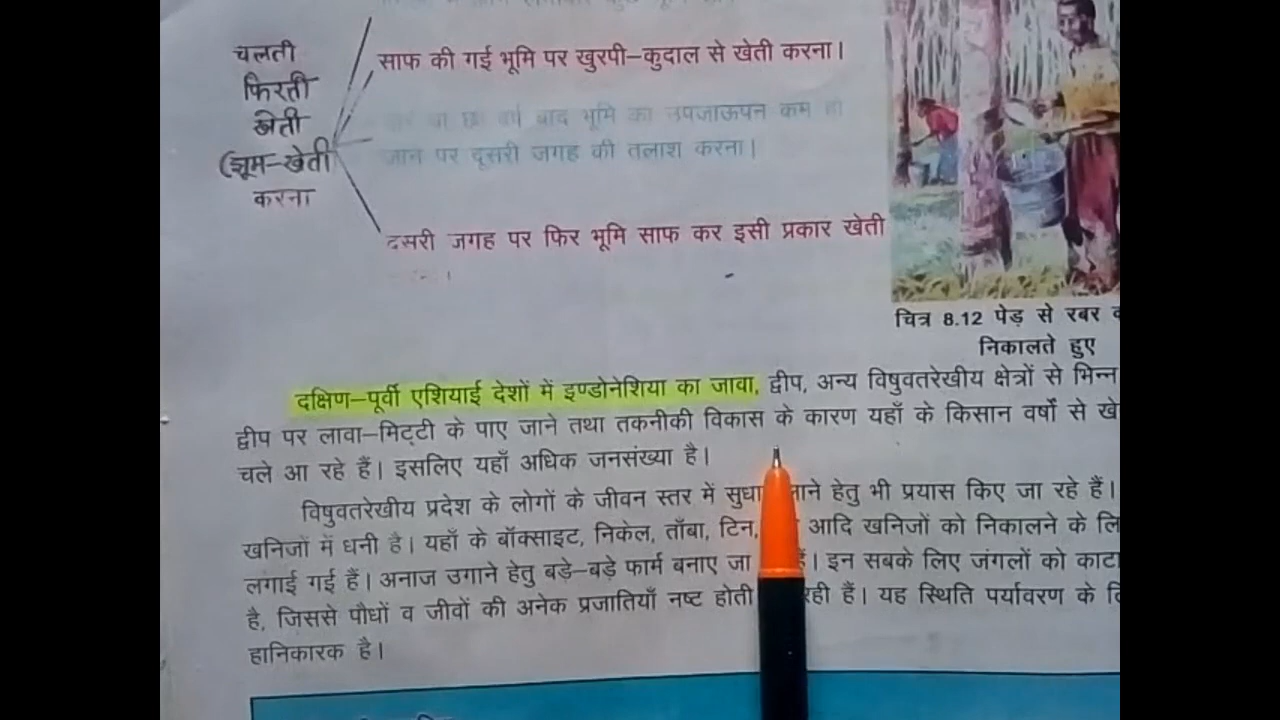 चलती
फिरती
खेती
(झूम–खेती
करना
साफ की गई भूमि पर खुरपी–कुदाल से खेती करना।
बाद भूमि का उपजाऊपन कम हो
जाने पर दूसरी जगह की तलाश करना।
दूसरी जगह पर फिर भूमि साफ कर इसी प्रकार खेती
चित्र 8.12 पेड़ से रबर
निकालते हुए
दक्षिण–पूर्वी एशियाई देशों में इण्डोनेशिया का जावा, द्वीप, अन्य विषुवतरेखीय क्षेत्रों से भिन्न
द्वीप पर लावा–मिट्टी के पाए जाने तथा तकनीकी विकास के कारण यहाँ के किसान वर्षों से
चले आ रहे हैं। इसलिए यहाँ अधिक जनसंख्या है।
विषुवतरेखीय प्रदेश के लोगों के जीवन स्तर में हेतु भी प्रयास किए जा रहे हैं।
खनिजों में धनी है। यहाँ के बॉक्साइट, निकेल, ताँबा, टिन, आदि खनिजों को निकालने के
लगाई गई हैं। अनाज उगाने हेतु बड़े–बड़े फार्म बनाए जा हैं। इन सबके लिए जंगलों को
है, जिससे पौधों व जीवों की अनेक प्रजातियाँ नष्ट होती रही हैं। यह स्थिति पर्यावरण के
हानिकारक है।